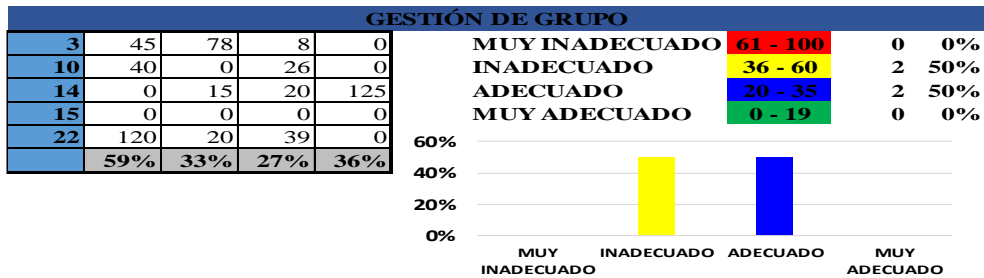 GESTIÓN DE GRUPO
3 45 78 8 0 MUY INADECUADO 61 - 100 0 0%
10 40 0 26 0 INADECUADO 36 - 60 2 50%
14 0 15 20 125 ADECUADO 20 - 35 2 50%
15 0 0 0 0 MUY ADECUADO 0 - 19 0 0%
22 120 20 39 0
59% 33% 27% 36%
60%
40%
20%
0%
MUY INADECUADO INADECUADO ADECUADO MUY ADECUADO